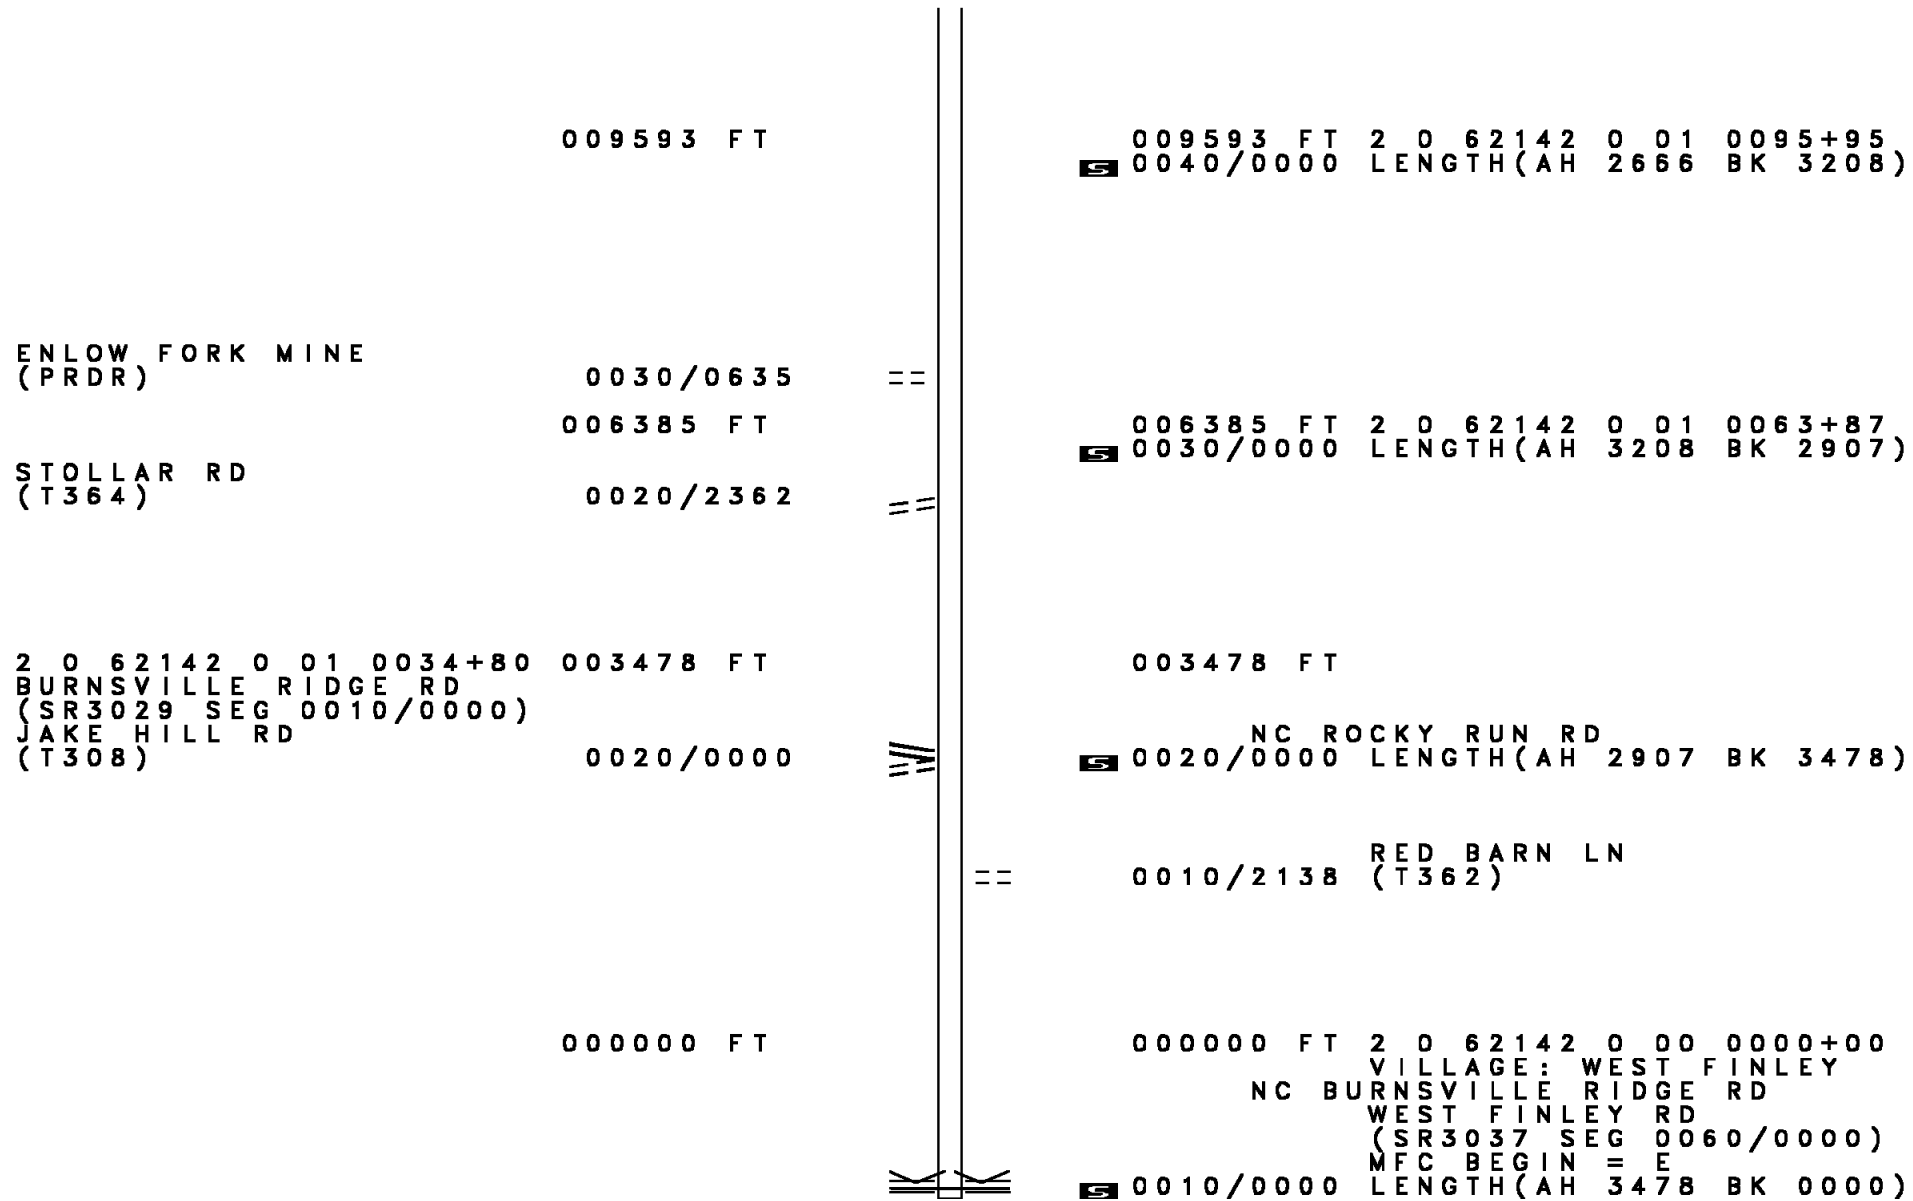 009593 FT 009593 FT 2 0 62142 0 01 0095+95
S 0040/0000 LENGTH(AH 2666 BK 3208)
ENLOW FORK MINE
(PRDR) 0030/0635
006385 FT 006385 FT 2 0 62142 0 01 0063+87
S 0030/0000 LENGTH(AH 3208 BK 2907)
STOLLAR RD
(T364) 0020/2362
2 0 62142 0 01 0034+80 003478 FT 003478 FT
BURNSVILLE RIDGE RD
(SR3029 SEG 0010/0000)
JAKE HILL RD NC ROCKY RUN RD
(T308) 0020/0000 S 0020/0000 LENGTH(AH 2907 BK 3478)
RED BARN LN
0010/2138 (T362)
000000 FT 000000 FT 2 0 62142 0 00 0000+00
VILLAGE: WEST FINLEY
NC BURNSVILLE RIDGE RD
WEST FINLEY RD
(SR3037 SEG 0060/0000)
MFC BEGIN = E
S 0010/0000 LENGTH(AH 3478 BK 0000)